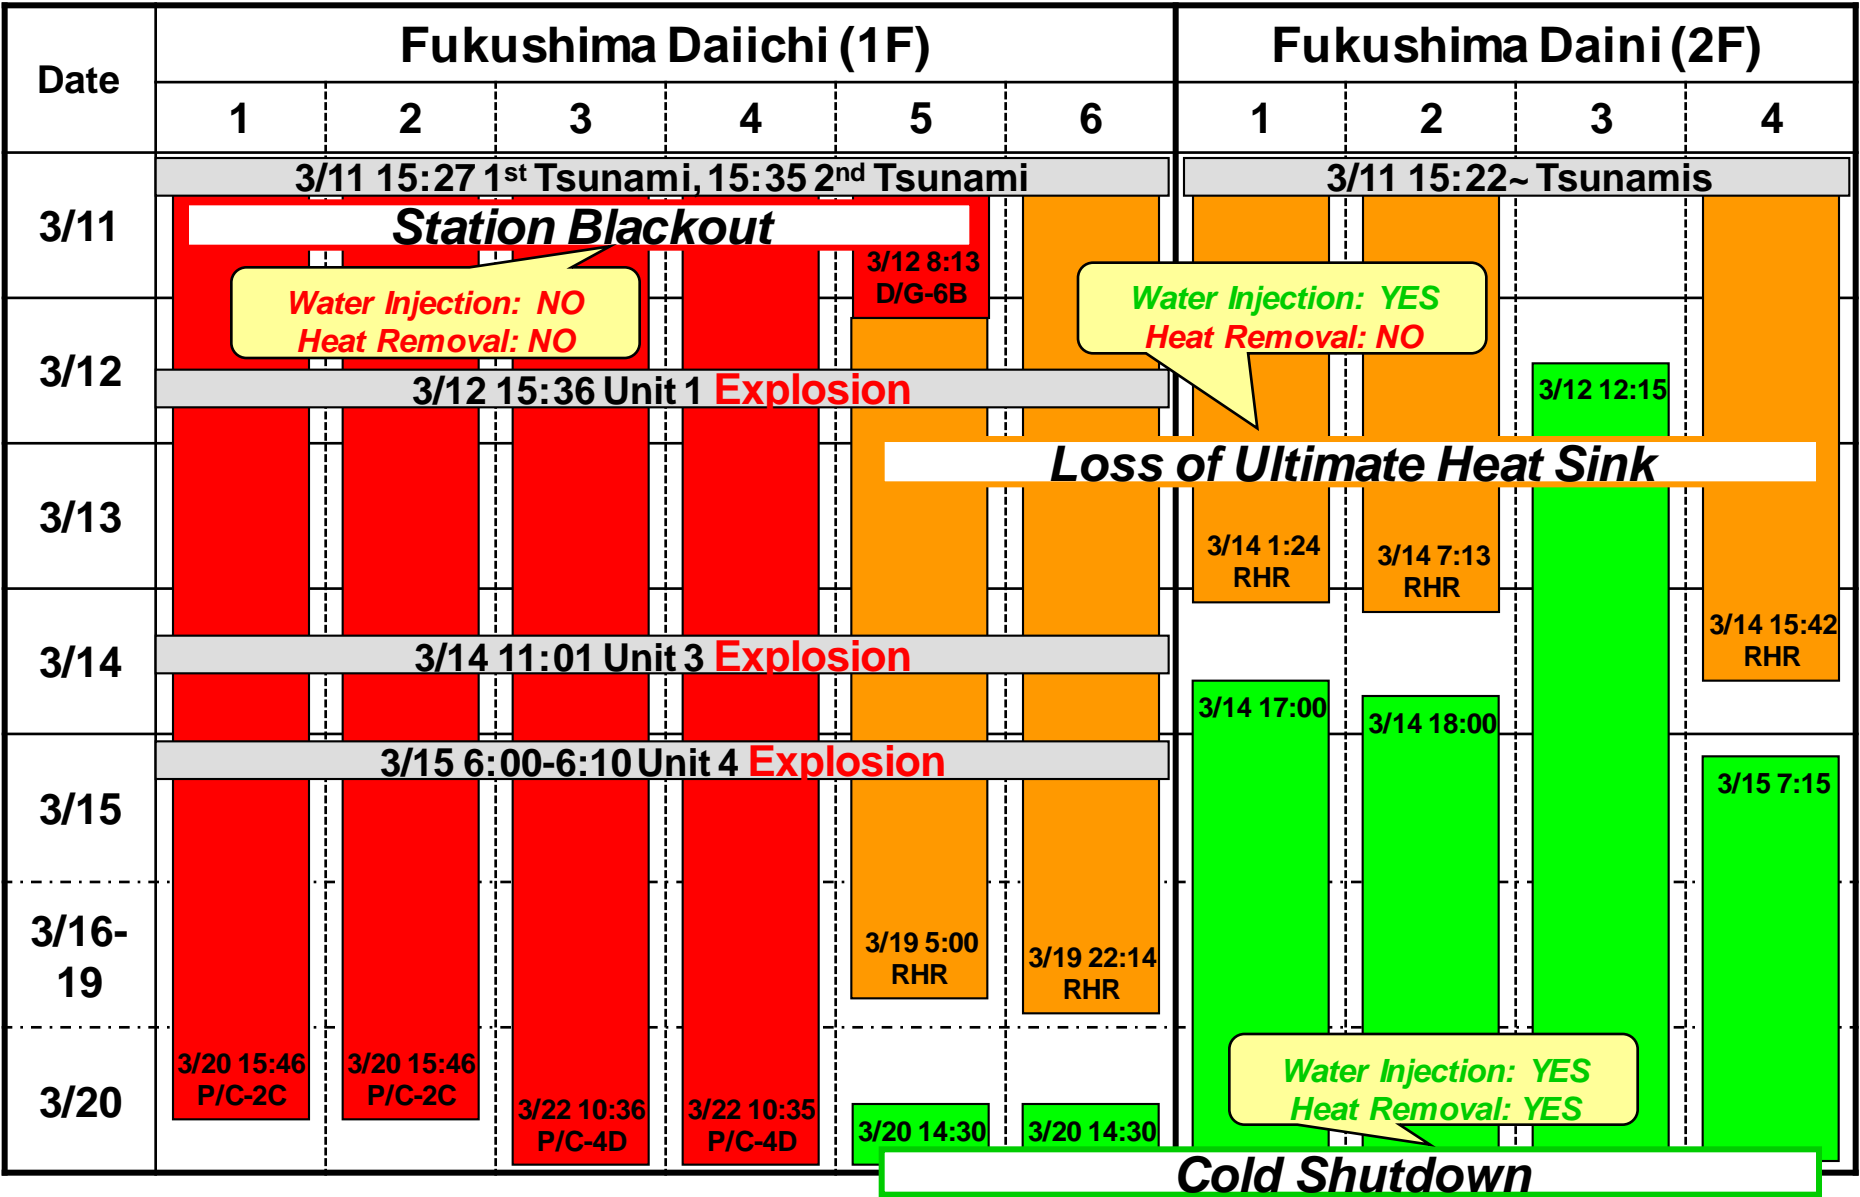 Date
Fukushima Daiichi (1F)
Fukushima Daini (2F)
1
2
3
4
5
6
1
2
3
4
3/11 15:27 1st Tsunami, 15:35 2nd Tsunami
3/11 15:22~ Tsunamis
3/11
Station Blackout
3/12 8:13
D/G-6B
Water Injection: NO
Heat Removal: NO
Water Injection: YES
Heat Removal: NO
3/12
3/12 15:36 Unit 1 Explosion
3/12 12:15
Loss of Ultimate Heat Sink
3/13
3/14 1:24
RHR
3/14 7:13
RHR
3/14 15:42
RHR
3/14
3/14 11:01 Unit 3 Explosion
3/14 17:00
3/14 18:00
3/15 6:00-6:10 Unit 4 Explosion
3/15 7:15
3/15
3/16-
19
3/19 5:00
RHR
3/19 22:14
RHR
3/20
3/20 15:46
P/C-2C
3/20 15:46
P/C-2C
3/22 10:36
P/C-4D
3/22 10:35
P/C-4D
3/20 14:30
3/20 14:30
Water Injection: YES
Heat Removal: YES
Cold Shutdown